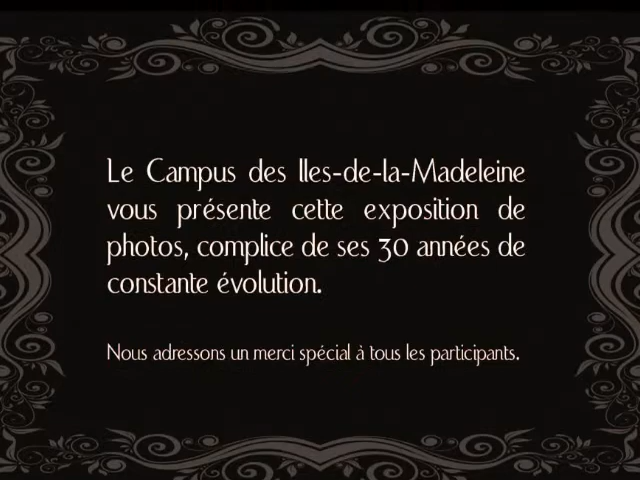 Le Campus des Iles-de-la-Madeleine
vous présente cette exposition de
photos, complice de ses 30 années de
constante évolution.
Nous adressons un merci spécial à tous les participants.